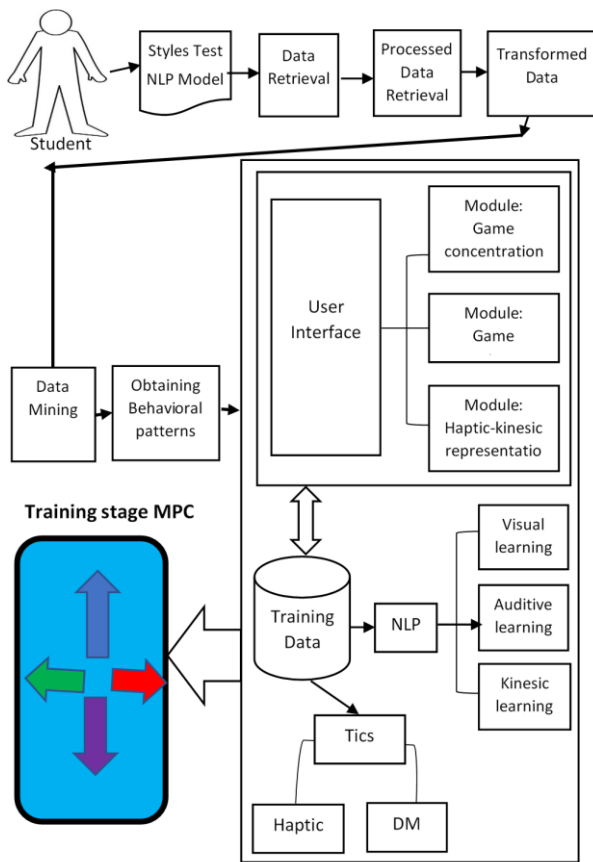 Student
Styles Test
NLP Model
Data
Retrieval
Processed
Data
Retrieval
Transformed
Data
User
Interface
Module:
Game
concentration
Module:
Game
Module:
Haptic-kinesic
representatio
Data
Mining
Obtaining
Behavioral
patterns
Training stage MPC
Training
Data
NLP
Visual
learning
Auditive
learning
Kinesic
learning
Tics
Haptic
DM